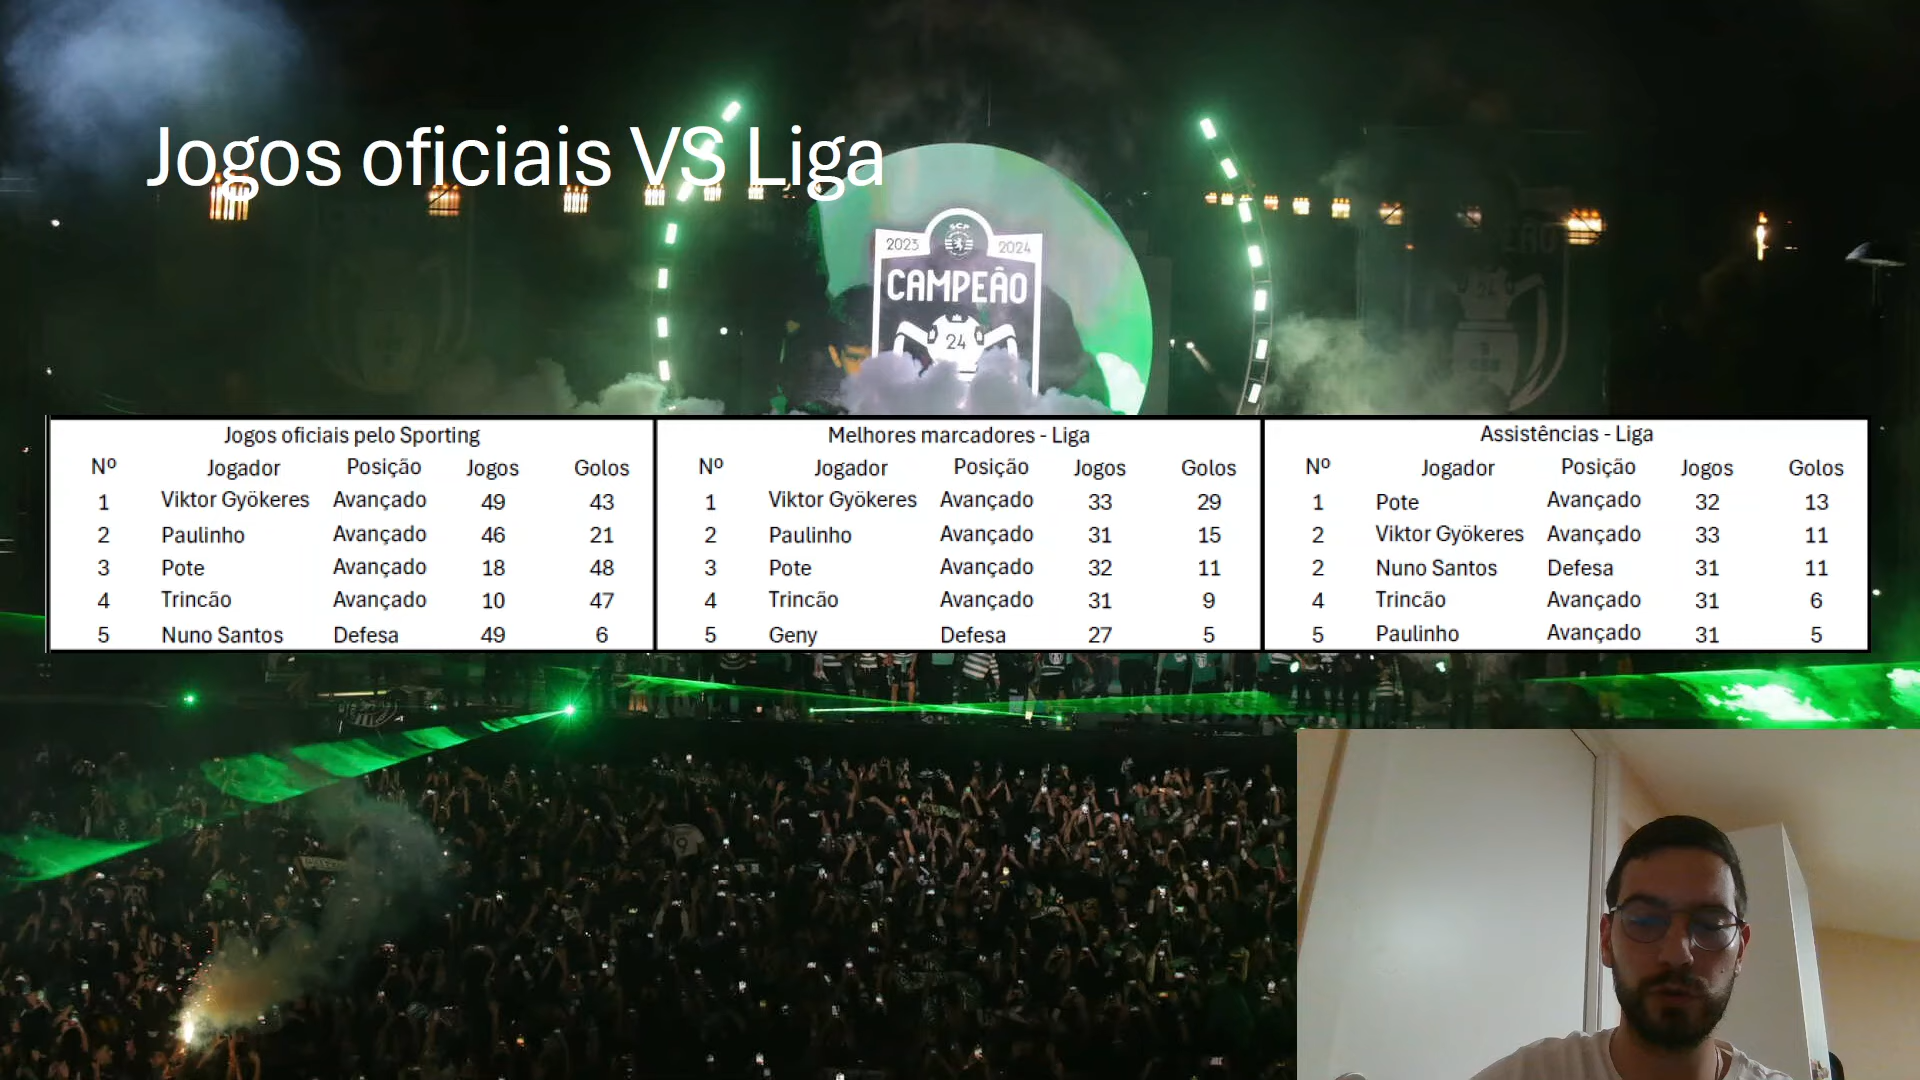 Jogos oficiais VS Liga
SCP
2023 2024
CAMPEÃO
24
Jogos oficiais pelo Sporting
Nº Jogador Posição Jogos Golos
1 Viktor Gyökeres Avançado 49 43
2 Paulinho Avançado 46 21
3 Pote Avançado 18 48
4 Trincão Avançado 10 47
5 Nuno Santos Defesa 49 6
Melhores marcadores - Liga
Nº Jogador Posição Jogos Golos
1 Viktor Gyökeres Avançado 33 29
2 Paulinho Avançado 31 15
3 Pote Avançado 32 11
4 Trincão Avançado 31 9
5 Geny Defesa 27 5
Assistências - Liga
Nº Jogador Posição Jogos Golos
1 Pote Avançado 32 13
2 Viktor Gyökeres Avançado 33 11
2 Nuno Santos Defesa 31 11
4 Trincão Avançado 31 6
5 Paulinho Avançado 31 5
9